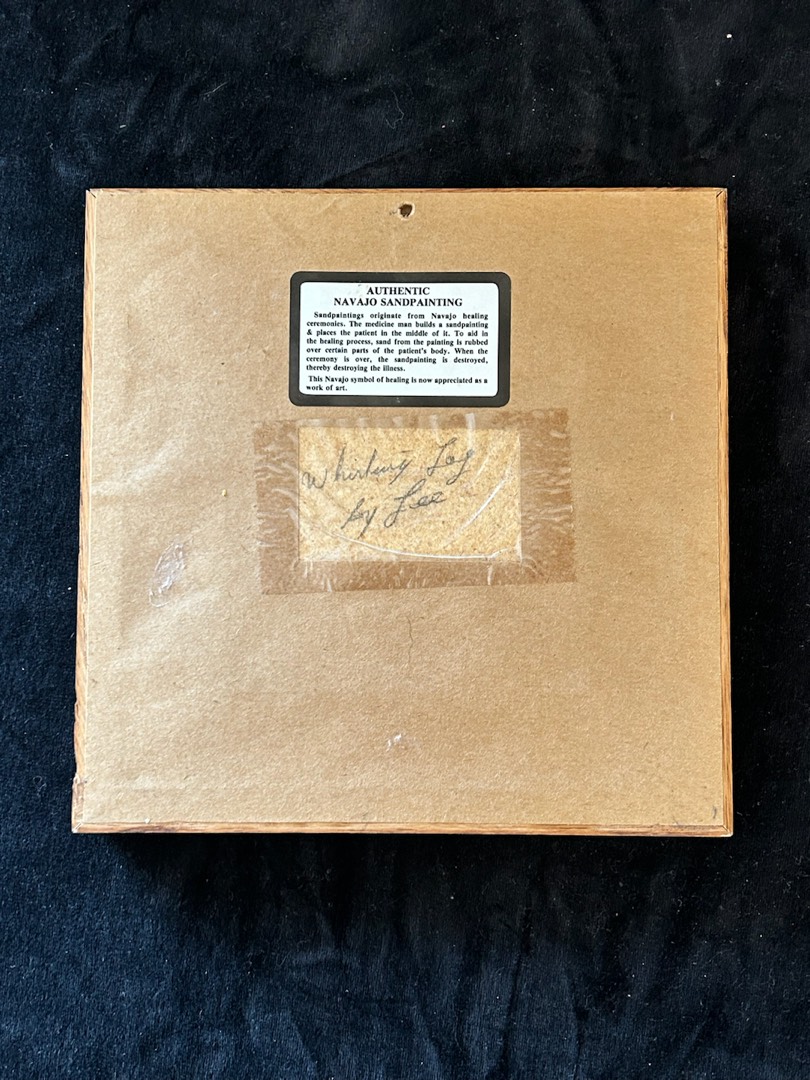 AUTHENTIC
NAVAJO SANDPAINTING
Sandpaintings originate from Navajo healing
ceremonies. The medicine man builds a sandpainting
& places the patient in the middle of it. To aid in
the healing process, sand from the painting is rubbed
over certain parts of the patient's body. When the
ceremony is over, the sandpainting is destroyed,
thereby destroying the illness.
This Navajo symbol of healing is now appreciated as a
work of art.
Whirling Log
by Lee